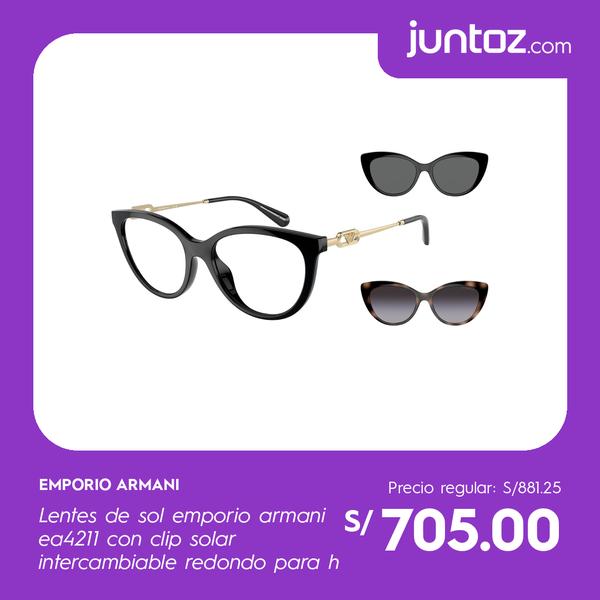 juntoz.com
EMPORIO ARMANI
Lentes de sol emporio armani
ea4211 con clip solar
intercambiable redondo para h
Precio regular: S/881.25
S/ 705.00